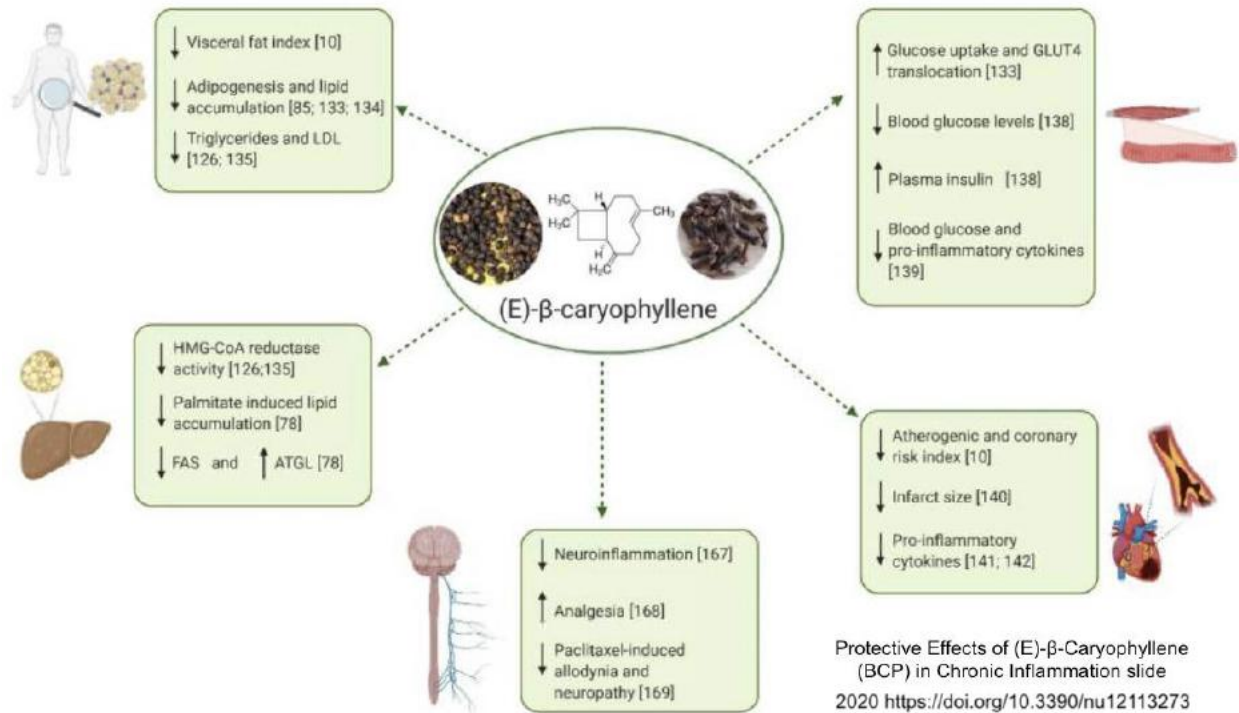 Visceral fat index [10]
Adipogenesis and lipid
accumulation [85; 133; 134]
Triglycerides and LDL
[126; 135]
Glucose uptake and GLUT4
translocation [133]
Blood glucose levels [138]
Plasma insulin [138]
Blood glucose and
pro-inflammatory cytokines
[139]
H₃C
H₃C
H
CH₃
H
H₂C
(E)-β-caryophyllene
HMG-CoA reductase
activity [126;135]
Palmitate induced lipid
accumulation [78]
FAS and ATGL [78]
Atherogenic and coronary
risk index [10]
Infarct size [140]
Pro-inflammatory
cytokines [141; 142]
Neuroinflammation [167]
Analgesia [168]
Paclitaxel-induced
allodynia and
neuropathy [169]
Protective Effects of (E)-β-Caryophyllene
(BCP) in Chronic Inflammation slide
2020 https://doi.org/10.3390/nu12113273